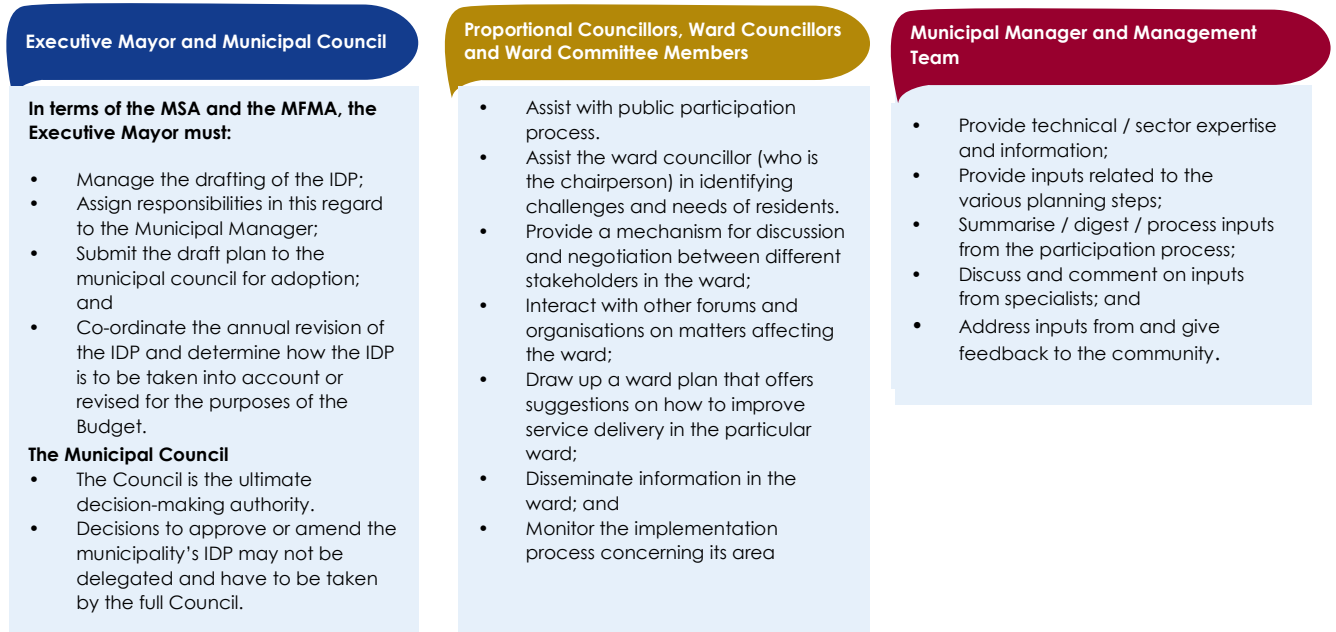 Executive Mayor and Municipal Council
In terms of the MSA and the MFMA, the
Executive Mayor must:
• Manage the drafting of the IDP;
• Assign responsibilities in this regard
to the Municipal Manager;
• Submit the draft plan to the
municipal council for adoption;
and
• Co-ordinate the annual revision of
the IDP and determine how the IDP
is to be taken into account or
revised for the purposes of the
Budget.
The Municipal Council
• The Council is the ultimate
decision-making authority.
• Decisions to approve or amend the
municipality's IDP may not be
delegated and have to be taken
by the full Council.
Proportional Councillors, Ward Councillors
and Ward Committee Members
• Assist with public participation
process.
• Assist the ward councillor (who is
the chairperson) in identifying
challenges and needs of residents.
• Provide a mechanism for discussion
and negotiation between different
stakeholders in the ward;
• Interact with other forums and
organisations on matters affecting
the ward;
• Draw up a ward plan that offers
suggestions on how to improve
service delivery in the particular
ward;
• Disseminate information in the
ward; and
• Monitor the implementation
process concerning its area
Municipal Manager and Management
Team
• Provide technical / sector expertise
and information;
• Provide inputs related to the
various planning steps;
• Summarise / digest / process inputs
from the participation process;
• Discuss and comment on inputs
from specialists; and
• Address inputs from and give
feedback to the community.